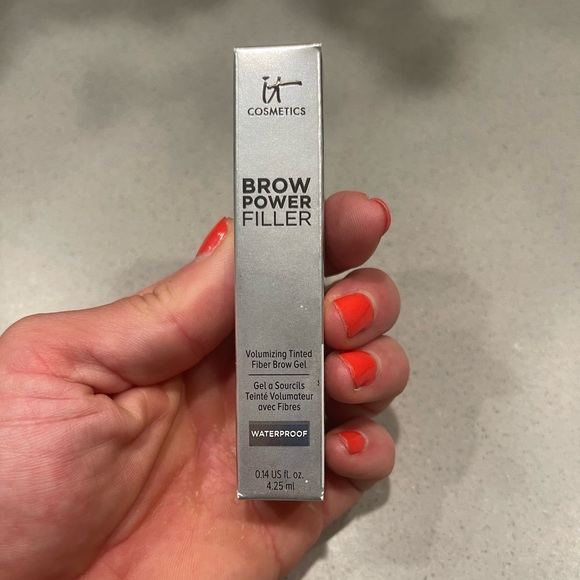 it
COSMETICS
BROW
POWER
FILLER
Volumizing Tinted
Fiber Brow Gel
Gel a Sourcils
Teinté Volumateur
avec Fibres
WATERPROOF
0.14 US fl. oz.
4.25 ml